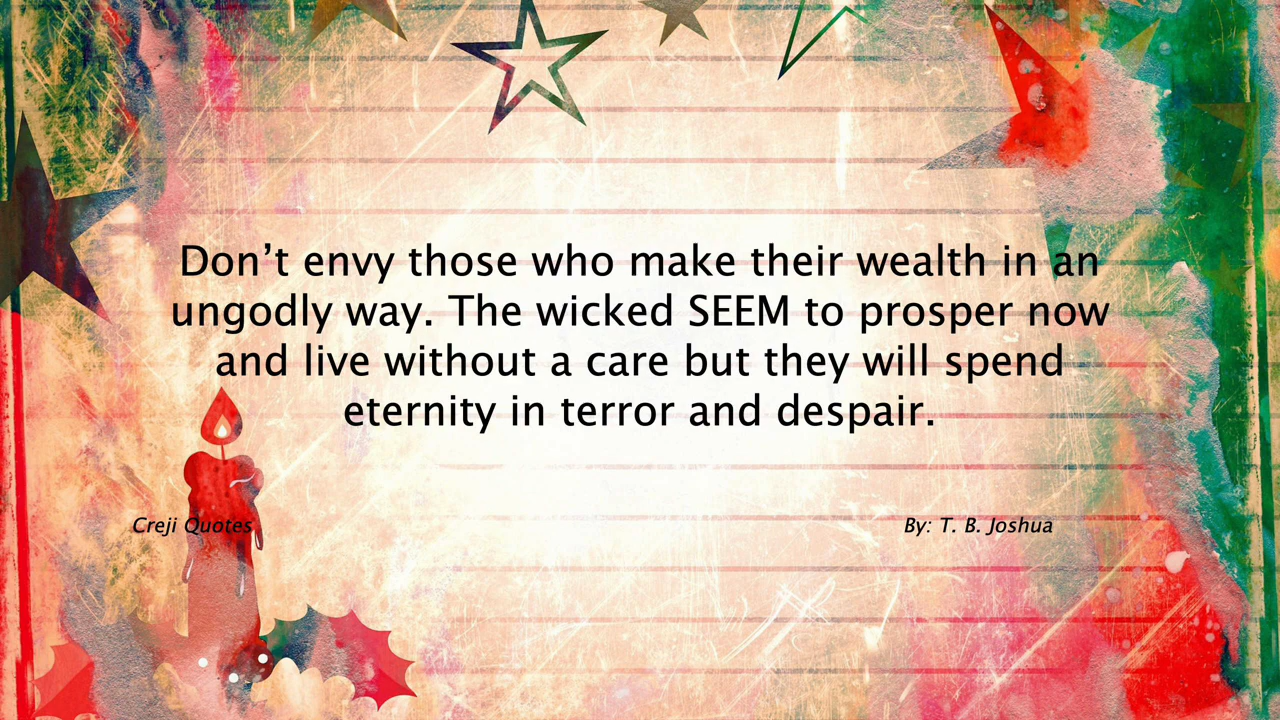 Don’t envy those who make their wealth in an
ungodly way. The wicked SEEM to prosper now
and live without a care but they will spend
eternity in terror and despair.
Creji Quotes
By: T. B. Joshua